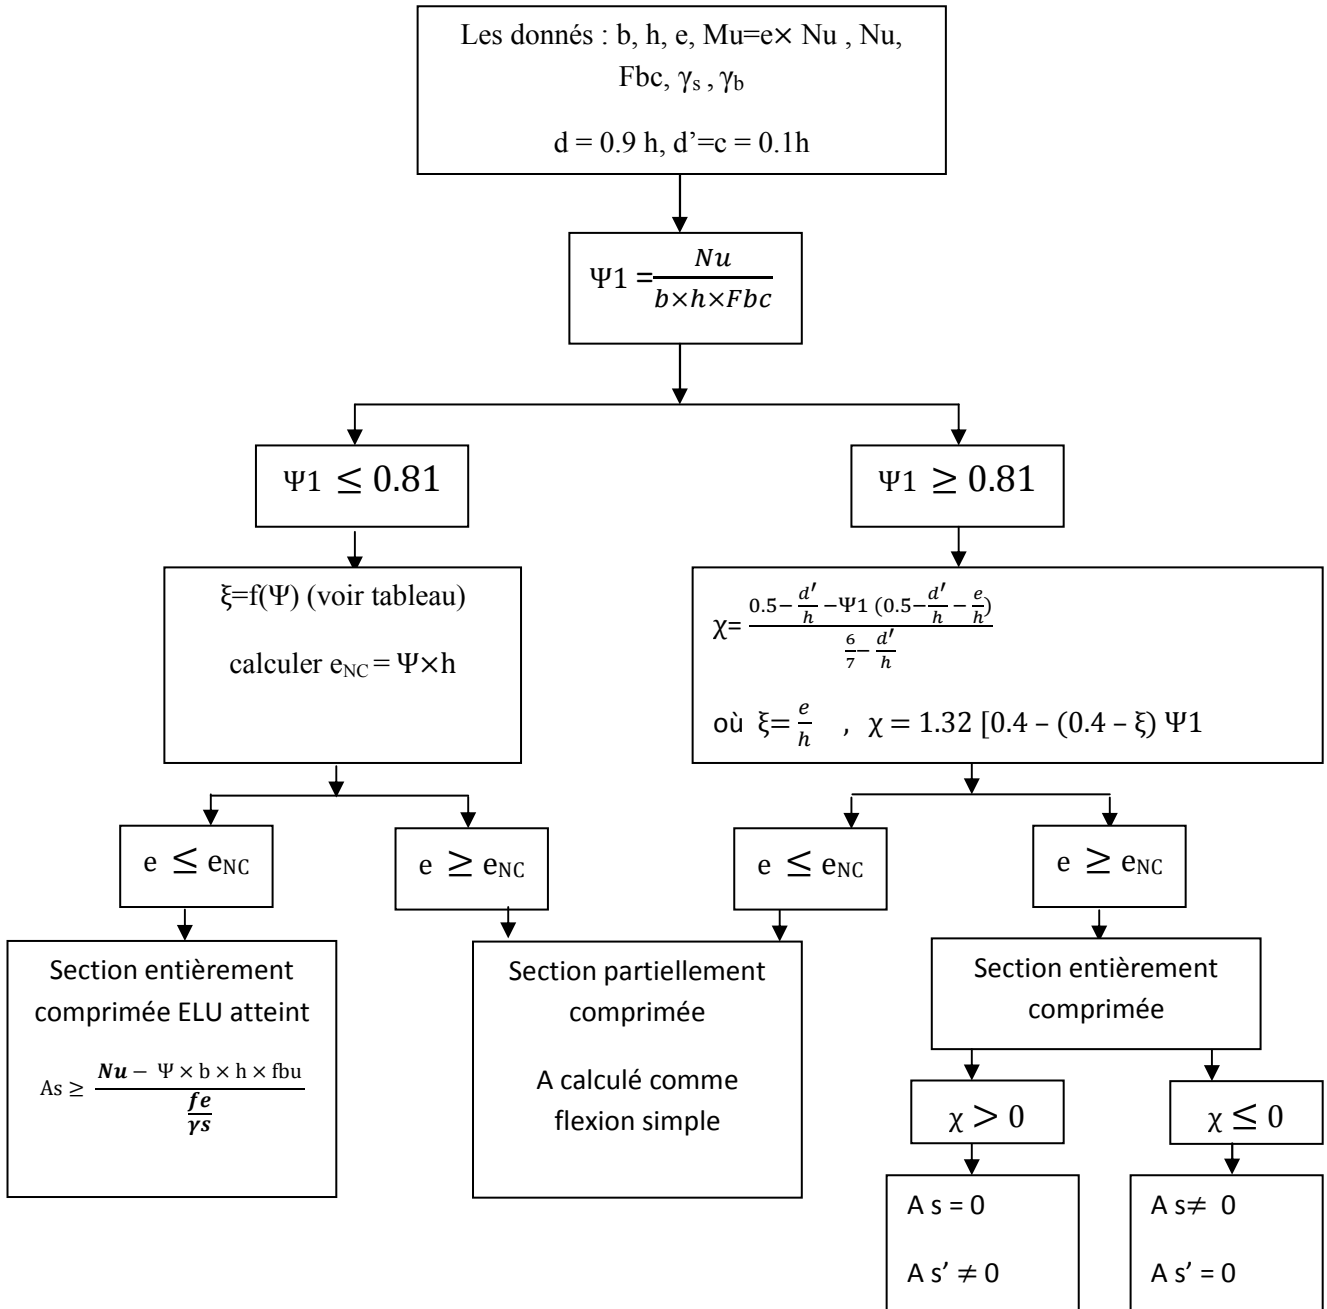 Les donnés : b, h, e, Mu=e× Nu , Nu,
Fbc, γs , γb
d = 0.9 h, d’=c = 0.1h
Ψ1 = Nu / b×h×Fbc
Ψ1 ≤ 0.81
Ψ1 ≥ 0.81
ξ=f(Ψ) (voir tableau)
calculer eNC = Ψ×h
χ= (0.5− d′/h −Ψ1 (0.5− d′/h − e/h)) / (6/7 − d′/h)
où ξ= e/h , χ = 1.32 [0.4 – (0.4 – ξ) Ψ1
e ≤ eNC
e ≥ eNC
e ≤ eNC
e ≥ eNC
Section entièrement
comprimée ELU atteint
As ≥ (Nu − Ψ × b × h × fbu) / (fe/γs)
Section partiellement
comprimée
A calculé comme
flexion simple
Section entièrement
comprimée
χ > 0
χ ≤ 0
A s = 0
A s’ ≠ 0
A s≠ 0
A s’ = 0